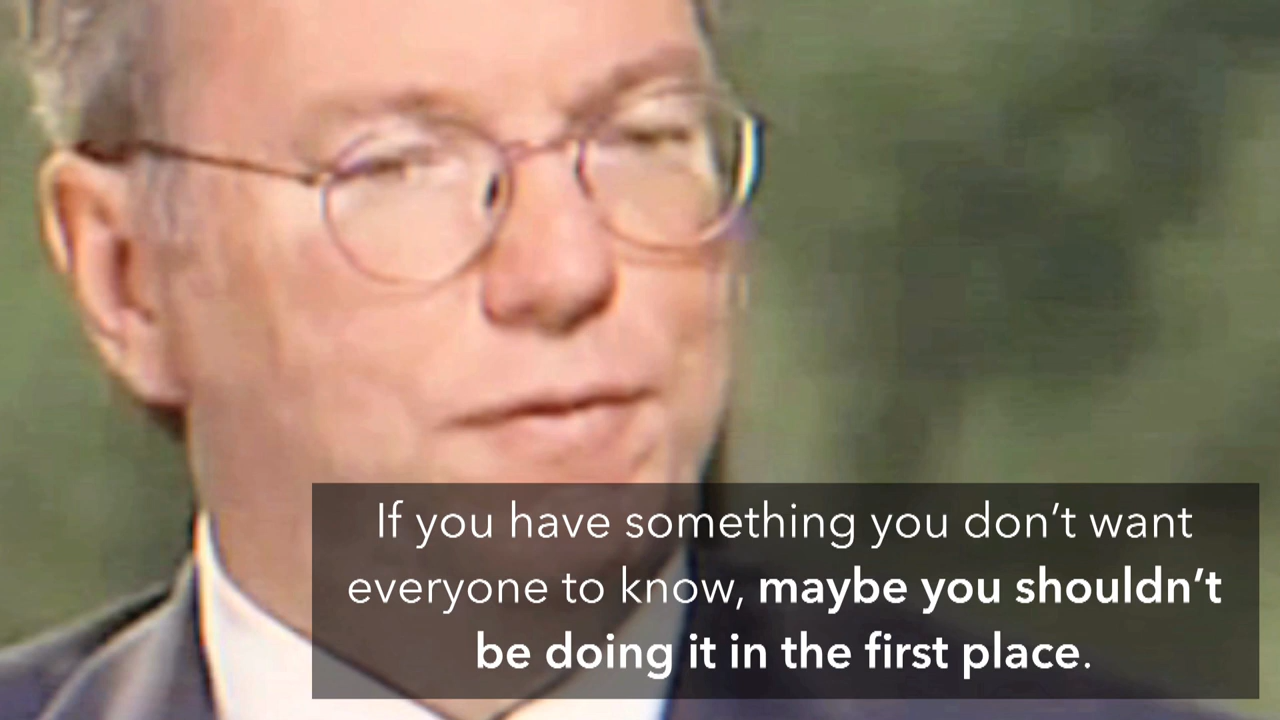 If you have something you don’t want
everyone to know, maybe you shouldn’t
be doing it in the first place.